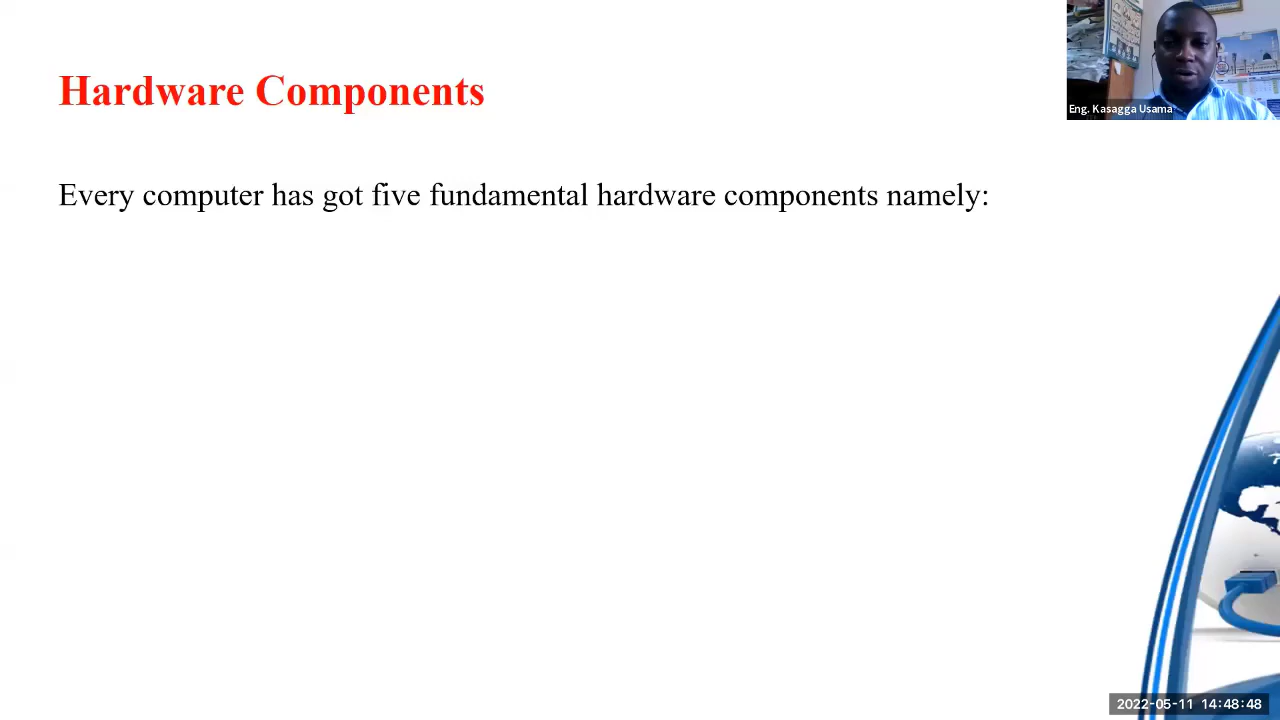 Hardware Components
Eng. Kasagga Usama
Every computer has got five fundamental hardware components namely:
2022-05-11 14:48:48